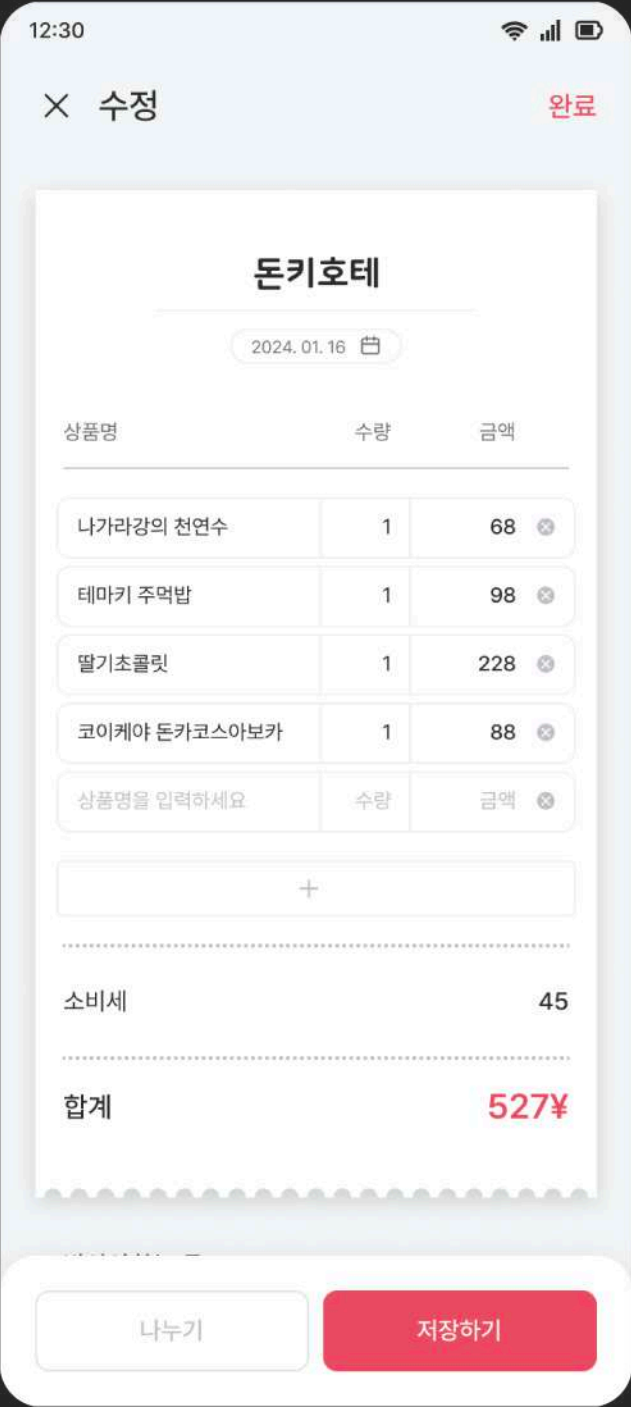 12:30
수정 완료
돈키호테
2024. 01. 16
상품명 수량 금액
나가라강의 천연수 1 68
테마키 주먹밥 1 98
딸기초콜릿 1 228
코이케야 돈카코스아보카 1 88
상품명을 입력하세요 수량 금액
+
소비세 45
합계 527¥
나누기 저장하기